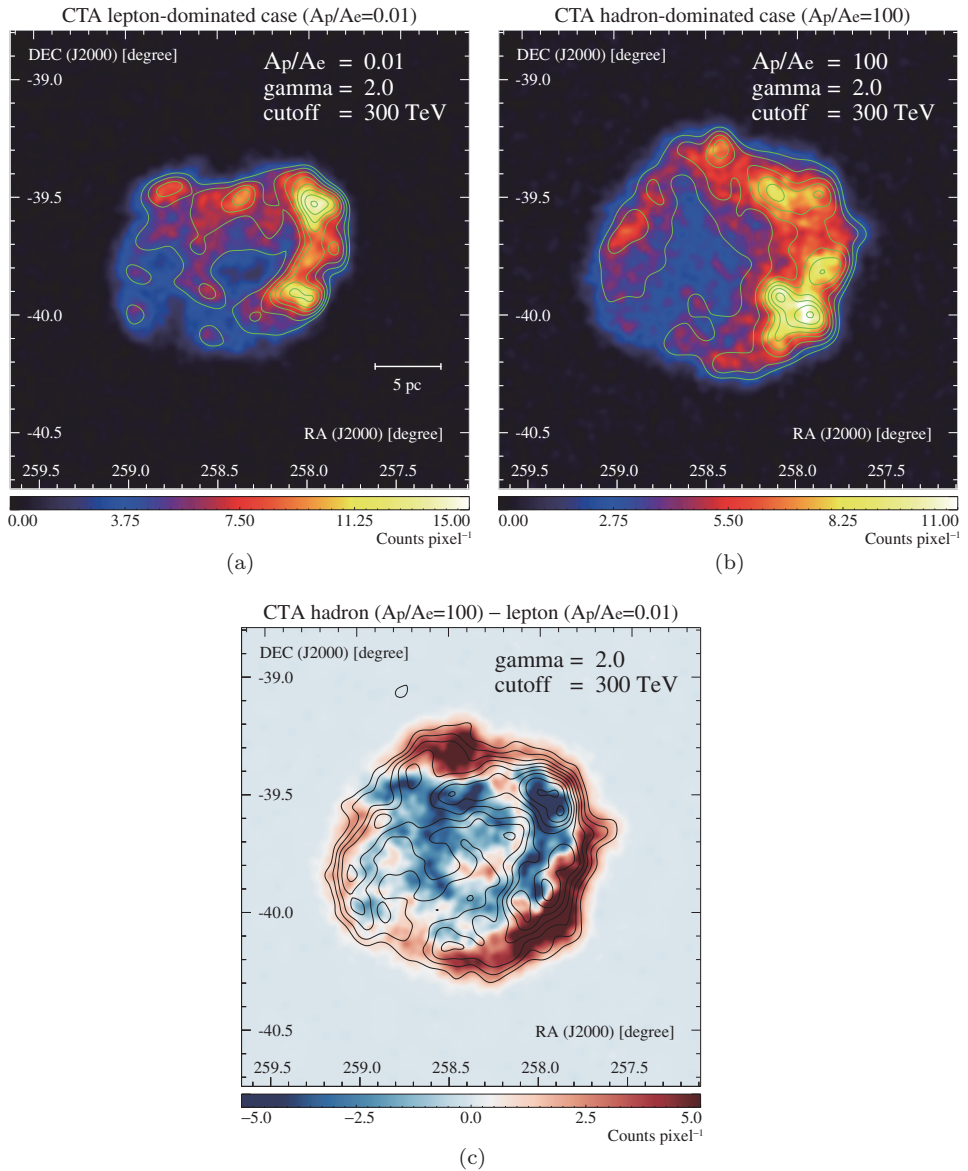 CTA lepton-dominated case (Ap/Ae=0.01)
DEC (J2000) [degree]
Ap/Ae = 0.01
gamma = 2.0
cutoff = 300 TeV
-39.0
-39.5
-40.0
-40.5
5 pc
RA (J2000) [degree]
259.5 259.0 258.5 258.0 257.5
0.00 3.75 7.50 11.25 15.00
Counts pixel⁻¹
(a)
CTA hadron-dominated case (Ap/Ae=100)
DEC (J2000) [degree]
Ap/Ae = 100
gamma = 2.0
cutoff = 300 TeV
-39.0
-39.5
-40.0
-40.5
RA (J2000) [degree]
259.5 259.0 258.5 258.0 257.5
0.00 2.75 5.50 8.25 11.00
Counts pixel⁻¹
(b)
CTA hadron (Ap/Ae=100) – lepton (Ap/Ae=0.01)
DEC (J2000) [degree]
gamma = 2.0
cutoff = 300 TeV
-39.0
-39.5
-40.0
-40.5
RA (J2000) [degree]
259.5 259.0 258.5 258.0 257.5
−5.0 −2.5 0.0 2.5 5.0
Counts pixel⁻¹
(c)